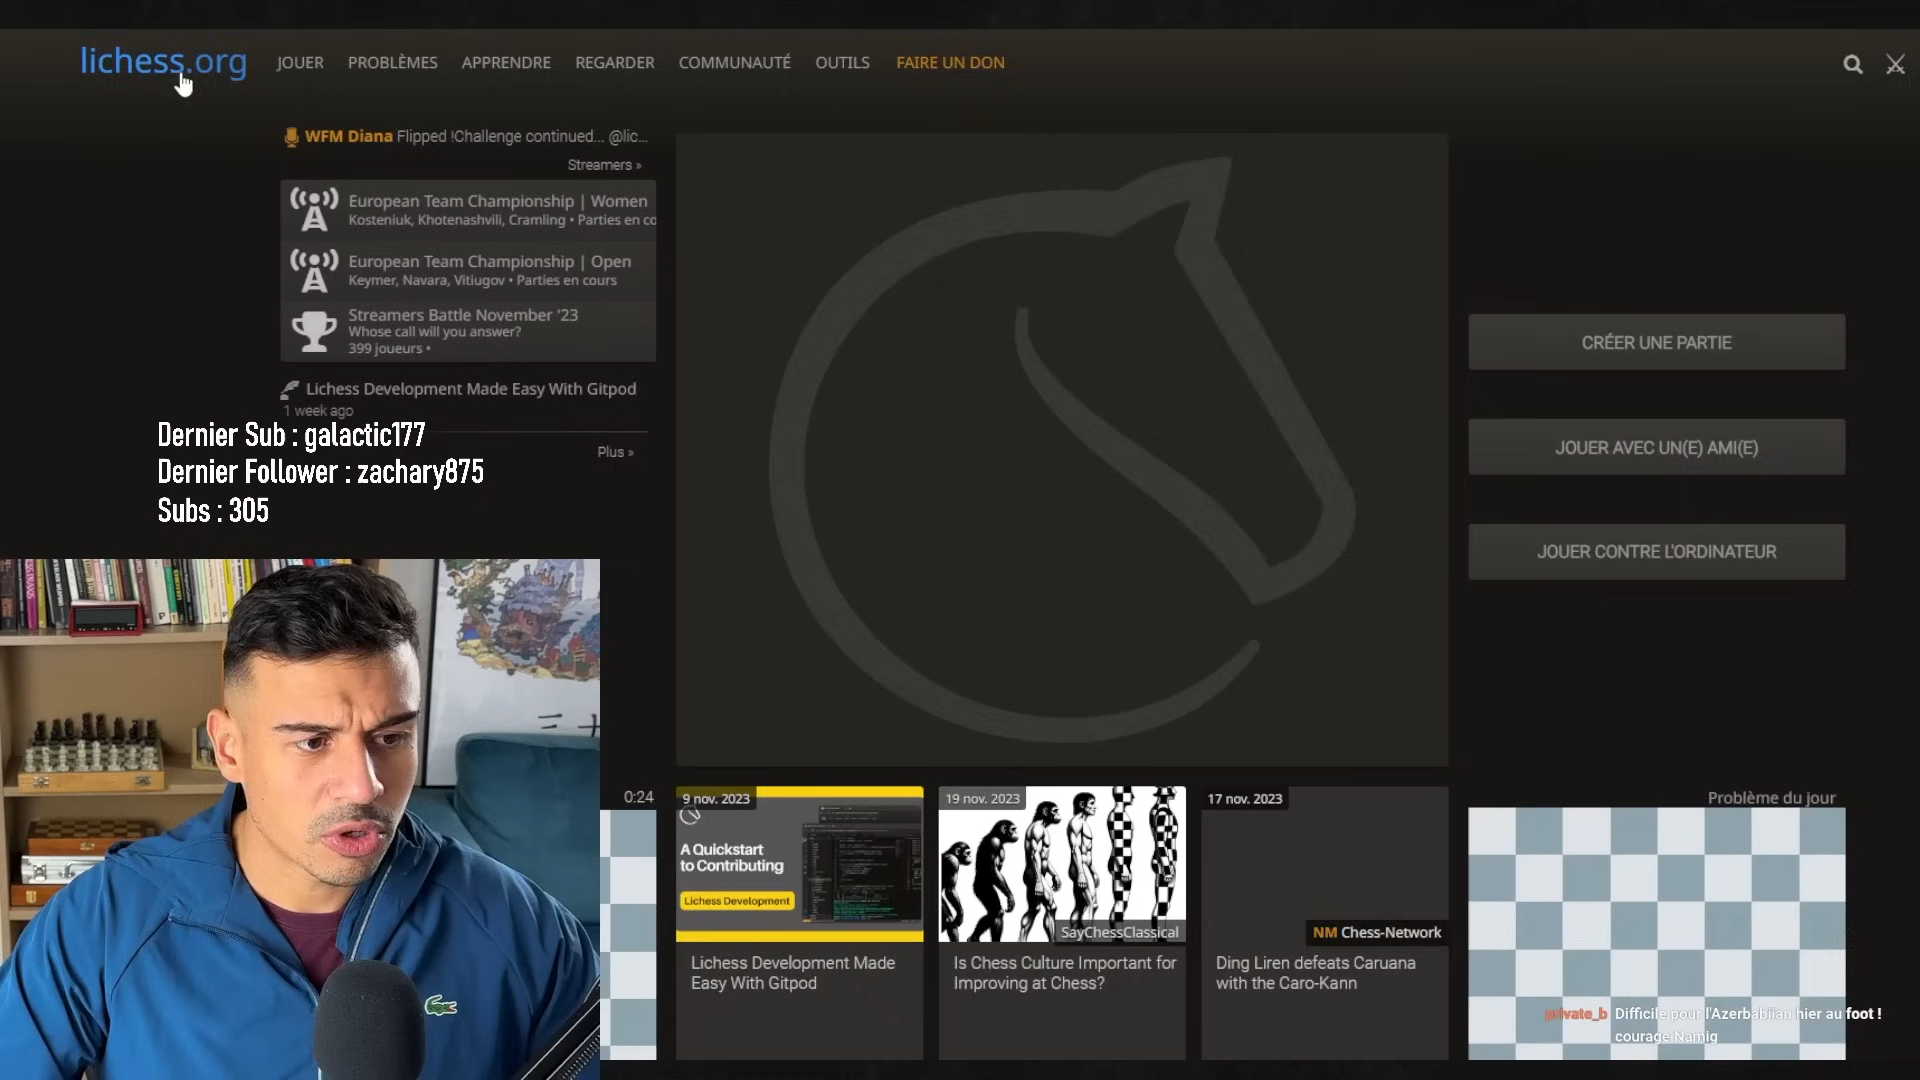 lichess.org
JOUER
PROBLÈMES
APPRENDRE
REGARDER
COMMUNAUTÉ
OUTILS
FAIRE UN DON
WFM Diana Flipped !Challenge continued... @lic...
Streamers »
European Team Championship | Women
Kosteniuk, Khotenashvili, Cramling • Parties en co
European Team Championship | Open
Keymer, Navara, Vitiugov • Parties en cours
Streamers Battle November '23
Whose call will you answer?
399 joueurs •
Lichess Development Made Easy With Gitpod
1 week ago
Plus »
Dernier Sub : galactic177
Dernier Follower : zachary875
Subs : 305
CRÉER UNE PARTIE
JOUER AVEC UN(E) AMI(E)
JOUER CONTRE L'ORDINATEUR
0:24
9 nov. 2023
A Quickstart
to Contributing
Lichess Development
Lichess Development Made
Easy With Gitpod
19 nov. 2023
SayChessClassical
Is Chess Culture Important for
Improving at Chess?
17 nov. 2023
NM Chess-Network
Ding Liren defeats Caruana
with the Caro-Kann
Problème du jour
private_b Difficile pour l'Azerbabjian hier au foot !
courage Namig